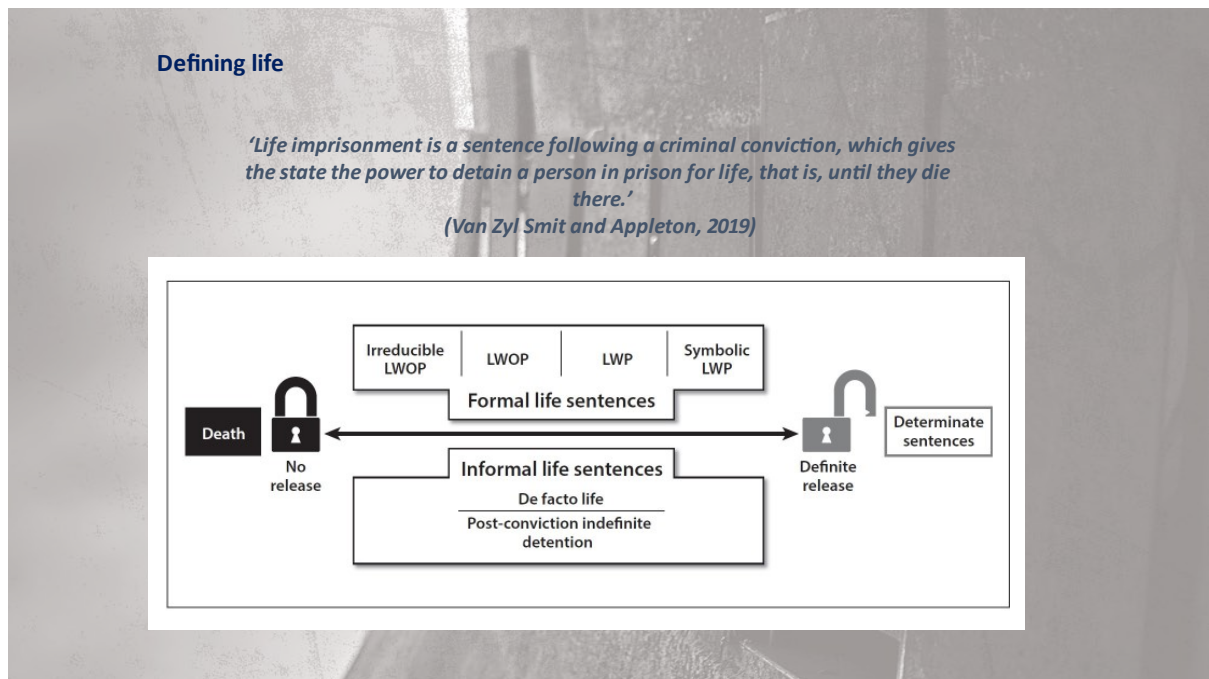 Defining life
‘Life imprisonment is a sentence following a criminal conviction, which gives
the state the power to detain a person in prison for life, that is, until they die
there.’
(Van Zyl Smit and Appleton, 2019)
Irreducible
LWOP
LWOP
LWP
Symbolic
LWP
Formal life sentences
Death
No
release
Definite
release
Determinate
sentences
Informal life sentences
De facto life
Post-conviction indefinite
detention